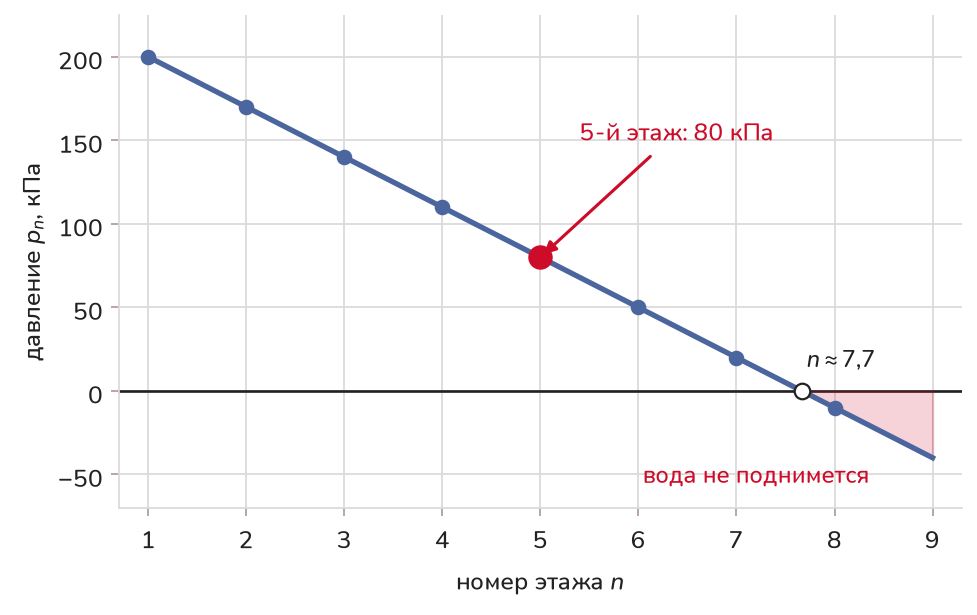 давление pₙ, кПа
200
150
100
50
0
−50
5-й этаж: 80 кПа
n ≈ 7,7
вода не поднимется
1 2 3 4 5 6 7 8 9
номер этажа n